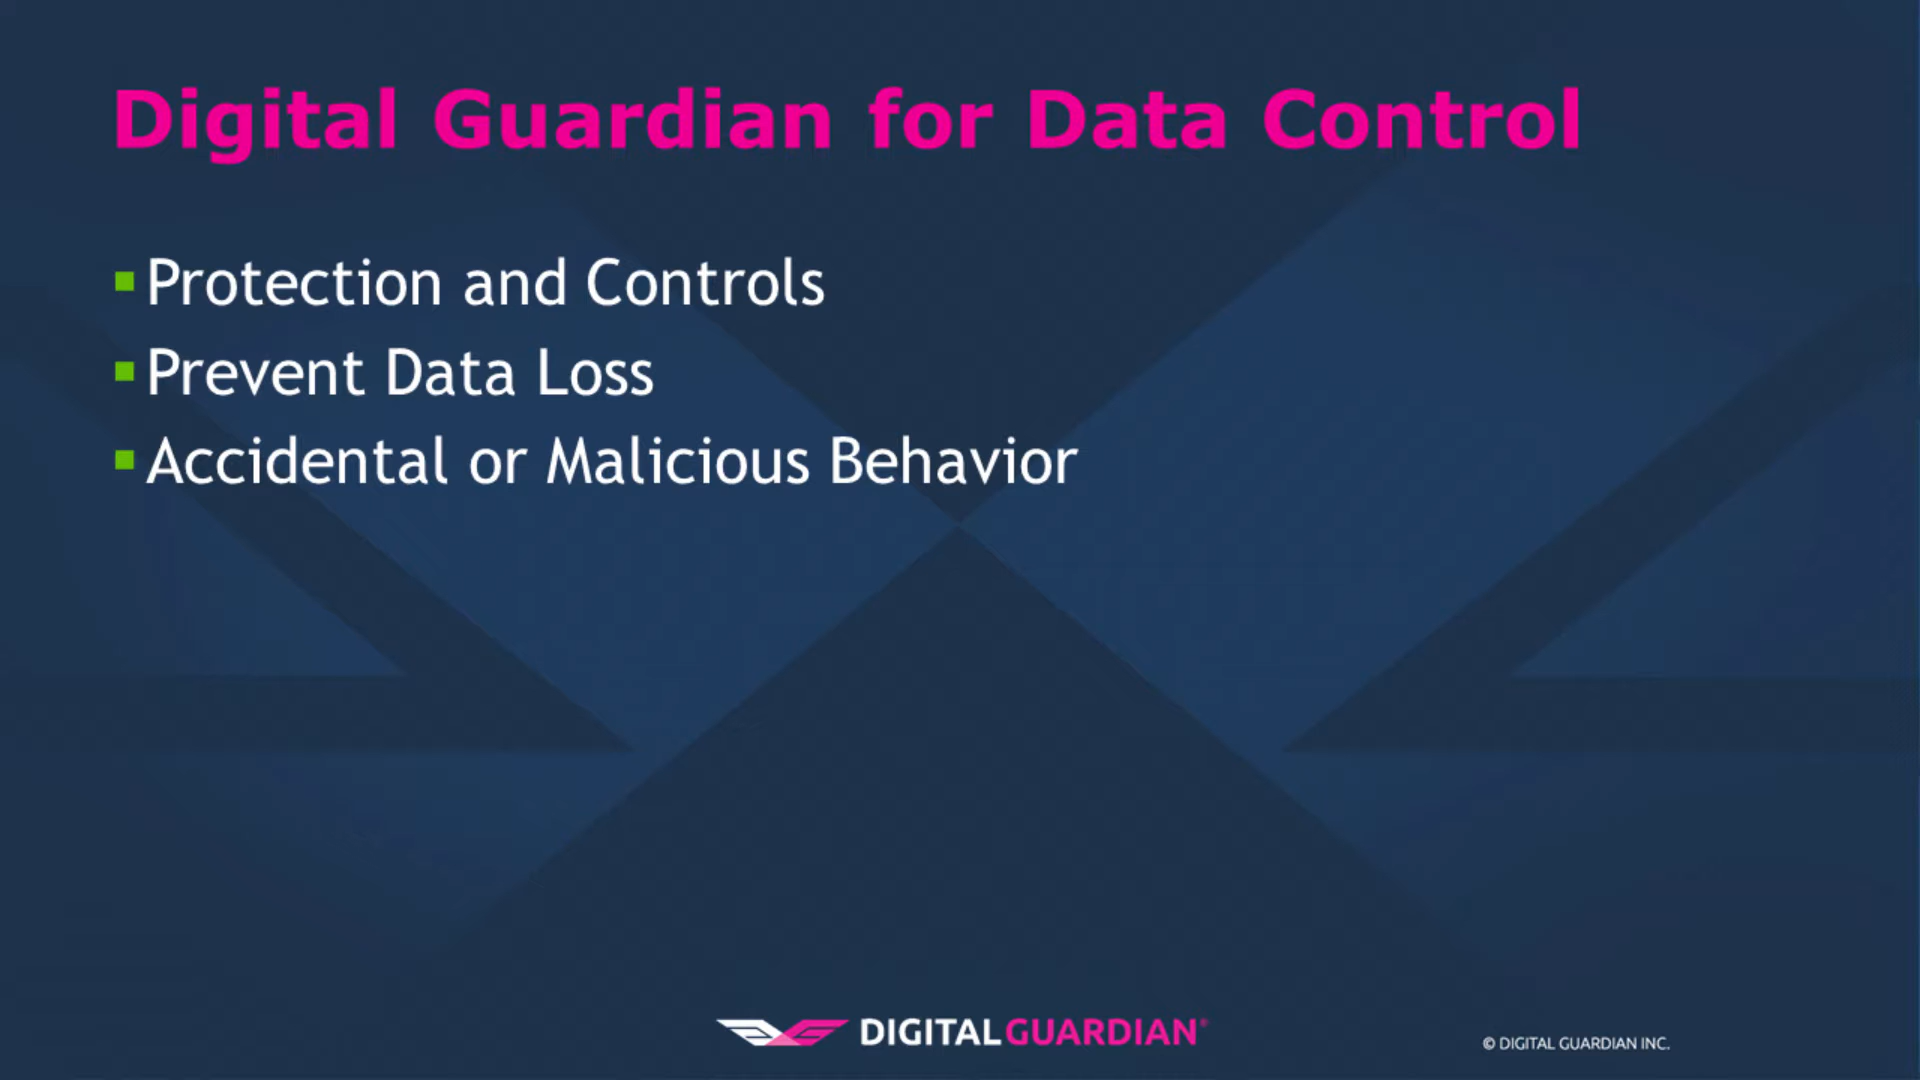 Digital Guardian for Data Control
▪Protection and Controls
▪Prevent Data Loss
▪Accidental or Malicious Behavior
DIGITALGUARDIAN®
© DIGITAL GUARDIAN INC.